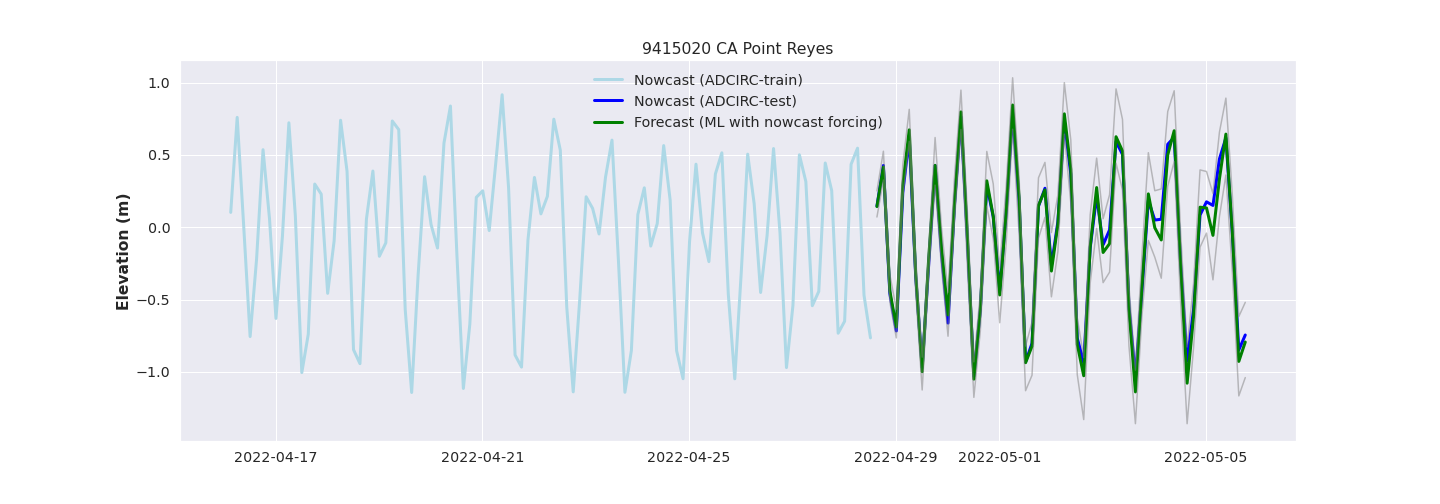 9415020 CA Point Reyes
Nowcast (ADCIRC-train)
Nowcast (ADCIRC-test)
Forecast (ML with nowcast forcing)
Elevation (m)
1.0
0.5
0.0
−0.5
−1.0
2022-04-17
2022-04-21
2022-04-25
2022-04-29
2022-05-01
2022-05-05